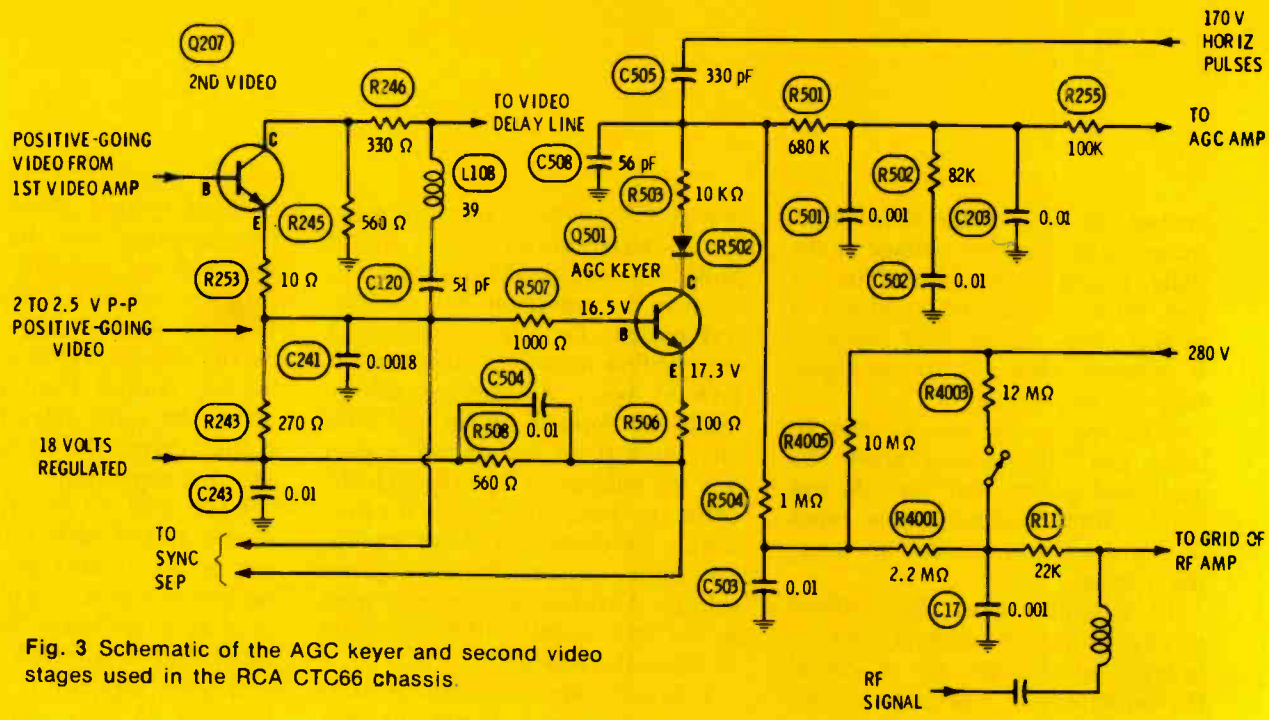 170 V
HORIZ
PULSES
Q207
2ND VIDEO
C505
330 pF
R246
330 Ω
TO VIDEO
DELAY LINE
R501
680 K
R255
100K
TO
AGC AMP
POSITIVE-GOING
VIDEO FROM
1ST VIDEO AMP
C
B
E
C508
56 pF
L108
39
R503
10 KΩ
R502
82K
R245
560 Ω
C501
0.001
C203
0.01
Q501
AGC KEYER
CR502
R253
10 Ω
C120
51 pF
R507
1000 Ω
C502
0.01
2 TO 2.5 V P-P
POSITIVE-GOING
VIDEO
16.5 V
C
B
E
17.3 V
C241
0.0018
280 V
C504
0.01
R4003
12 MΩ
R243
270 Ω
R508
560 Ω
R506
100 Ω
R4005
10 MΩ
18 VOLTS
REGULATED
C243
0.01
R504
1 MΩ
R4001
2.2 MΩ
R11
22K
TO
SYNC
SEP
TO GRID OF
RF AMP
C503
0.01
C17
0.001
Fig. 3 Schematic of the AGC keyer and second video
stages used in the RCA CTC66 chassis.
RF
SIGNAL